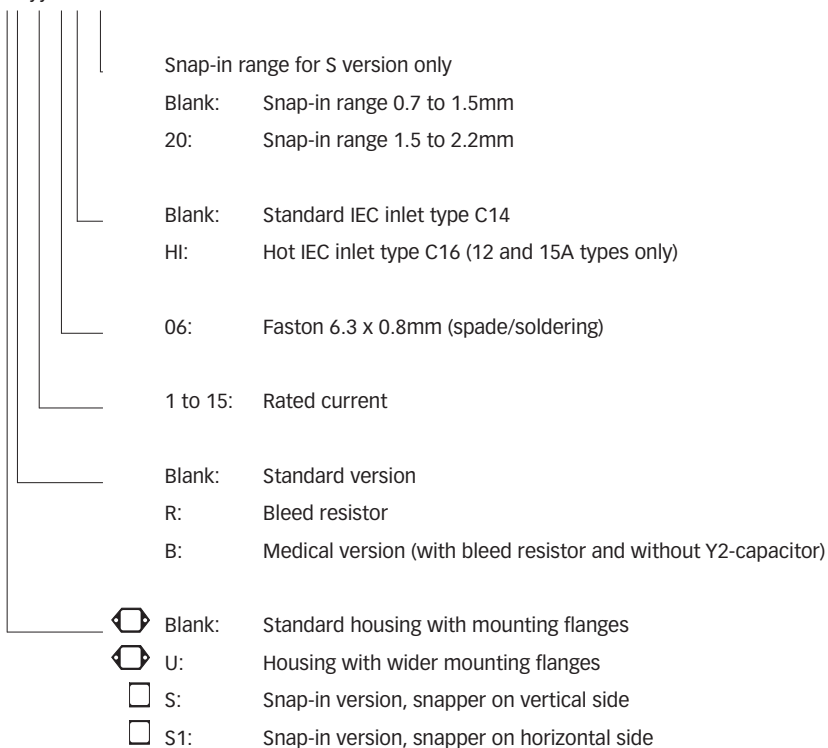 Snap-in range for S version only
Blank: Snap-in range 0.7 to 1.5mm
20: Snap-in range 1.5 to 2.2mm
Blank: Standard IEC inlet type C14
HI: Hot IEC inlet type C16 (12 and 15A types only)
06: Faston 6.3 x 0.8mm (spade/soldering)
1 to 15: Rated current
Blank: Standard version
R: Bleed resistor
B: Medical version (with bleed resistor and without Y2-capacitor)
Blank: Standard housing with mounting flanges
U: Housing with wider mounting flanges
S: Snap-in version, snapper on vertical side
S1: Snap-in version, snapper on horizontal side